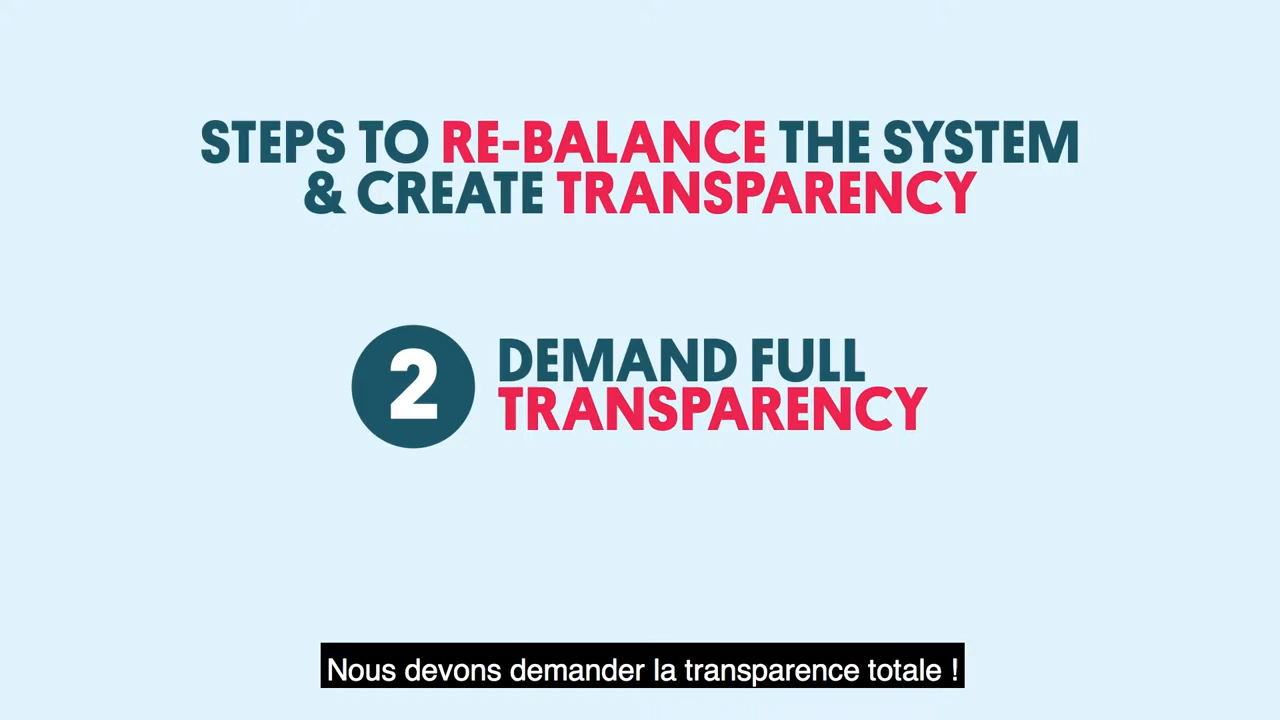 STEPS TO RE-BALANCE THE SYSTEM
& CREATE TRANSPARENCY
2
DEMAND FULL
TRANSPARENCY
Nous devons demander la transparence totale !